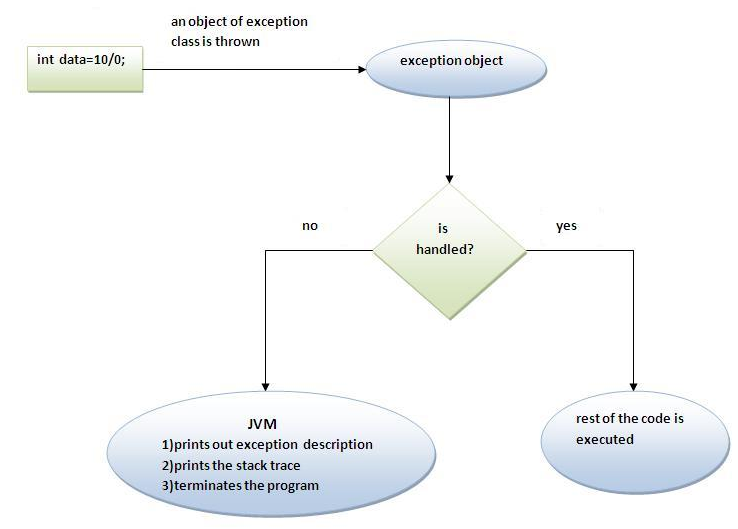 an object of exception
class is thrown
int data=10/0;
exception object
no
is
handled?
yes
JVM
1)prints out exception description
2)prints the stack trace
3)terminates the program
rest of the code is
executed